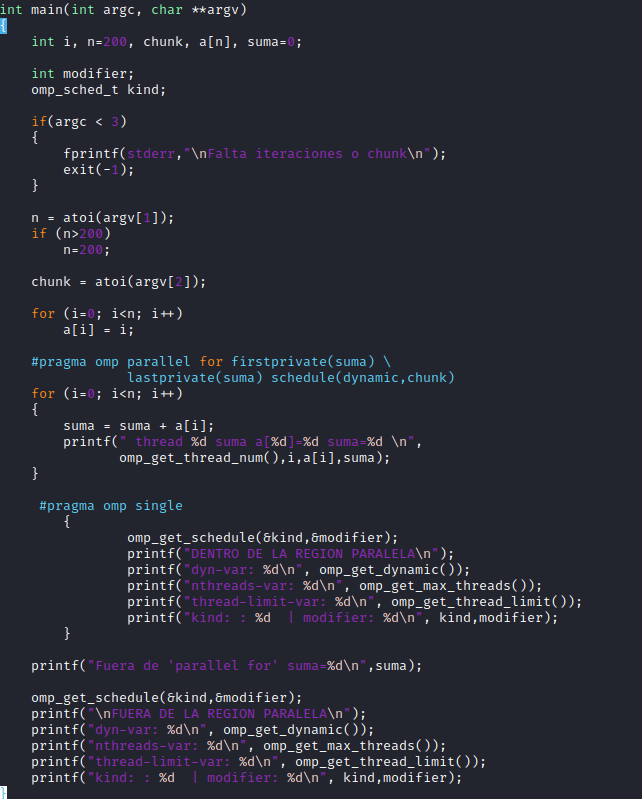 int main(int argc, char **argv)
{
    int i, n=200, chunk, a[n], suma=0;
    int modifier;
    omp_sched_t kind;
    if(argc < 3)
    {
        fprintf(stderr,"\nFalta iteraciones o chunk\n");
        exit(-1);
    }
    n = atoi(argv[1]);
    if (n>200)
        n=200;
    chunk = atoi(argv[2]);
    for (i=0; i<n; i++)
        a[i] = i;
    #pragma omp parallel for firstprivate(suma) \
                lastprivate(suma) schedule(dynamic,chunk)
    for (i=0; i<n; i++)
    {
        suma = suma + a[i];
        printf(" thread %d suma a[%d]=%d suma=%d \n",
               omp_get_thread_num(),i,a[i],suma);
    }
     #pragma omp single
        {
                omp_get_schedule(&kind,&modifier);
                printf("DENTRO DE LA REGION PARALELA\n");
                printf("dyn-var: %d\n", omp_get_dynamic());
                printf("nthreads-var: %d\n", omp_get_max_threads());
                printf("thread-limit-var: %d\n", omp_get_thread_limit());
                printf("kind: : %d  | modifier: %d\n", kind,modifier);
        }
    printf("Fuera de 'parallel for' suma=%d\n",suma);
    omp_get_schedule(&kind,&modifier);
    printf("\nFUERA DE LA REGION PARALELA\n");
    printf("dyn-var: %d\n", omp_get_dynamic());
    printf("nthreads-var: %d\n", omp_get_max_threads());
    printf("thread-limit-var: %d\n", omp_get_thread_limit());
    printf("kind: : %d  | modifier: %d\n", kind,modifier);
}